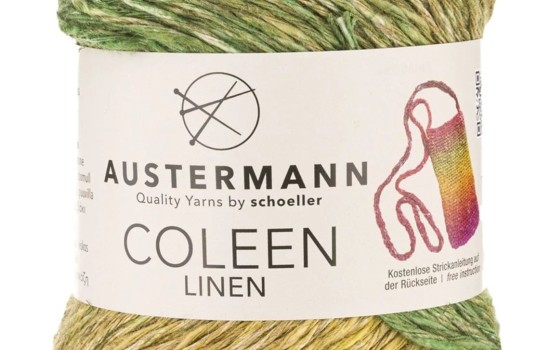 AUSTERMANN
Quality Yarns by schoeller
COLEEN
LINEN
Kostenlose Strickanleitung auf
der Rückseite | free instruction